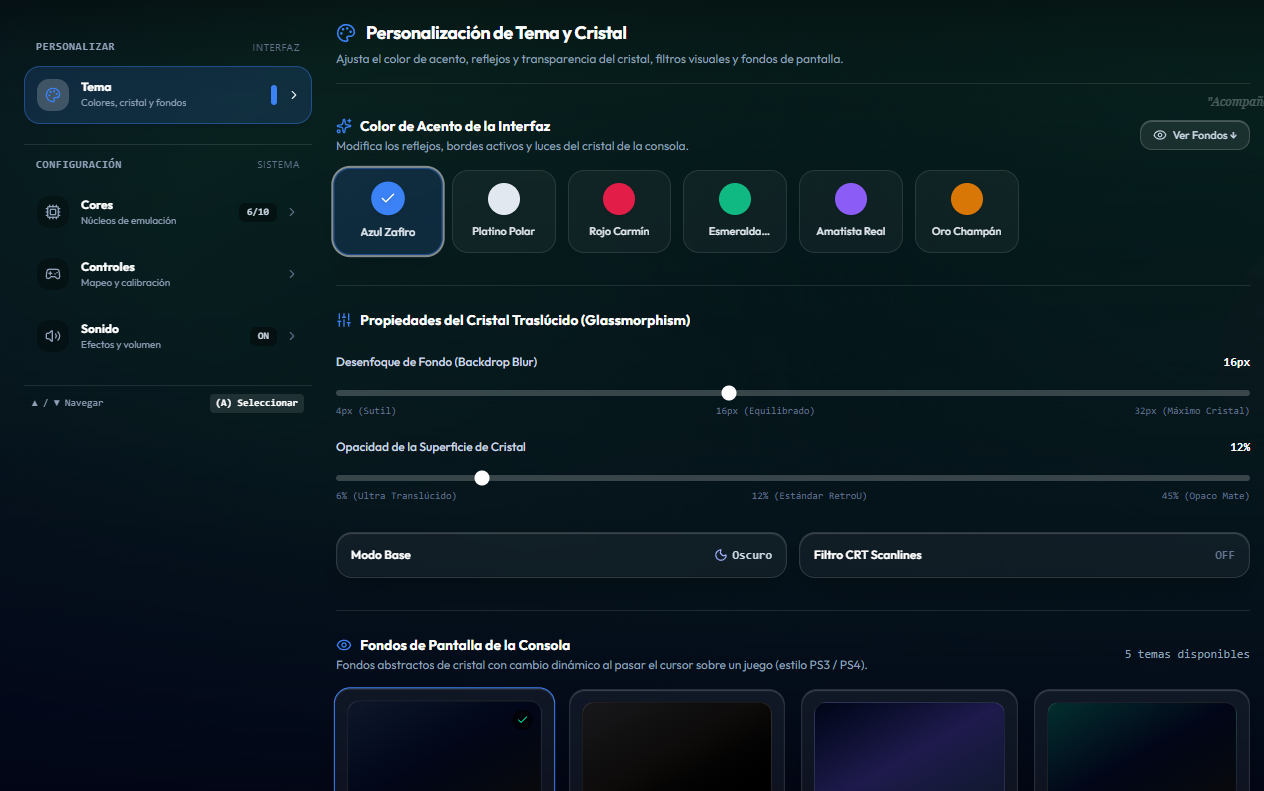 PERSONALIZAR INTERFAZ
Tema
Colores, cristal y fondos
CONFIGURACIÓN SISTEMA
Cores
Núcleos de emulación
6/10
Controles
Mapeo y calibración
Sonido
Efectos y volumen
ON
▲ / ▼ Navegar
(A) Seleccionar
Personalización de Tema y Cristal
Ajusta el color de acento, reflejos y transparencia del cristal, filtros visuales y fondos de pantalla.
"Acompañ
Color de Acento de la Interfaz
Modifica los reflejos, bordes activos y luces del cristal de la consola.
Ver Fondos ↓
Azul Zafiro
Platino Polar
Rojo Carmín
Esmeralda...
Amatista Real
Oro Champán
Propiedades del Cristal Traslúcido (Glassmorphism)
Desenfoque de Fondo (Backdrop Blur) 16px
4px (Sutil) 16px (Equilibrado) 32px (Máximo Cristal)
Opacidad de la Superficie de Cristal 12%
6% (Ultra Translúcido) 12% (Estándar RetroU) 45% (Opaco Mate)
Modo Base Oscuro
Filtro CRT Scanlines OFF
Fondos de Pantalla de la Consola
Fondos abstractos de cristal con cambio dinámico al pasar el cursor sobre un juego (estilo PS3 / PS4).
5 temas disponibles